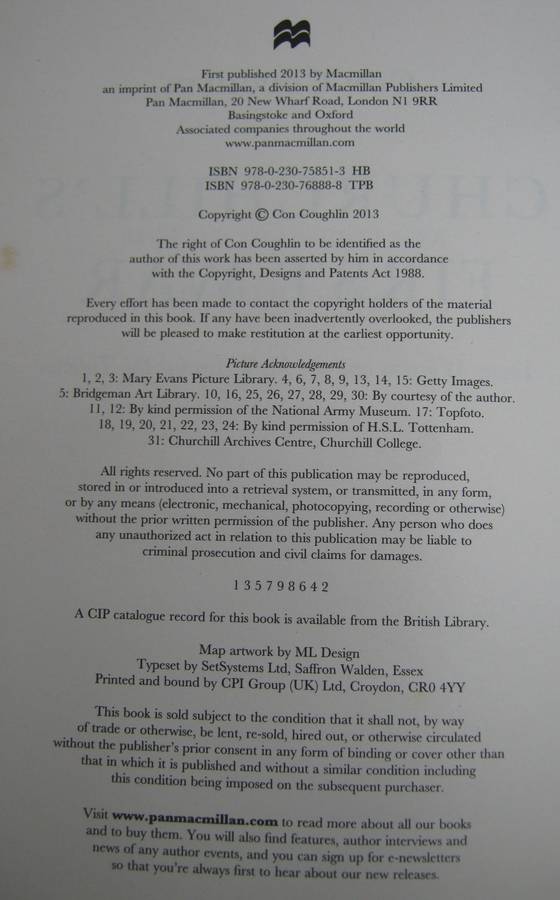 First published 2013 by Macmillan
an imprint of Pan Macmillan, a division of Macmillan Publishers Limited
Pan Macmillan, 20 New Wharf Road, London N1 9RR
Basingstoke and Oxford
Associated companies throughout the world
www.panmacmillan.com
ISBN 978-0-230-75851-3 HB
ISBN 978-0-230-76888-8 TPB
Copyright © Con Coughlin 2013
The right of Con Coughlin to be identified as the
author of this work has been asserted by him in accordance
with the Copyright, Designs and Patents Act 1988.
Every effort has been made to contact the copyright holders of the material
reproduced in this book. If any have been inadvertently overlooked, the publishers
will be pleased to make restitution at the earliest opportunity.
Picture Acknowledgements
1, 2, 3: Mary Evans Picture Library. 4, 6, 7, 8, 9, 13, 14, 15: Getty Images.
5: Bridgeman Art Library. 10, 16, 25, 26, 27, 28, 29, 30: By courtesy of the author.
11, 12: By kind permission of the National Army Museum. 17: Topfoto.
18, 19, 20, 21, 22, 23, 24: By kind permission of H.S.L. Tottenham.
31: Churchill Archives Centre, Churchill College.
All rights reserved. No part of this publication may be reproduced,
stored in or introduced into a retrieval system, or transmitted, in any form,
or by any means (electronic, mechanical, photocopying, recording or otherwise)
without the prior written permission of the publisher. Any person who does
any unauthorized act in relation to this publication may be liable to
criminal prosecution and civil claims for damages.
1 3 5 7 9 8 6 4 2
A CIP catalogue record for this book is available from the British Library.
Map artwork by ML Design
Typeset by SetSystems Ltd, Saffron Walden, Essex
Printed and bound by CPI Group (UK) Ltd, Croydon, CR0 4YY
This book is sold subject to the condition that it shall not, by way
of trade or otherwise, be lent, re-sold, hired out, or otherwise circulated
without the publisher's prior consent in any form of binding or cover other than
that in which it is published and without a similar condition including
this condition being imposed on the subsequent purchaser.
Visit www.panmacmillan.com to read more about all our books
and to buy them. You will also find features, author interviews and
news of any author events, and you can sign up for e-newsletters
so that you're always first to hear about our new releases.